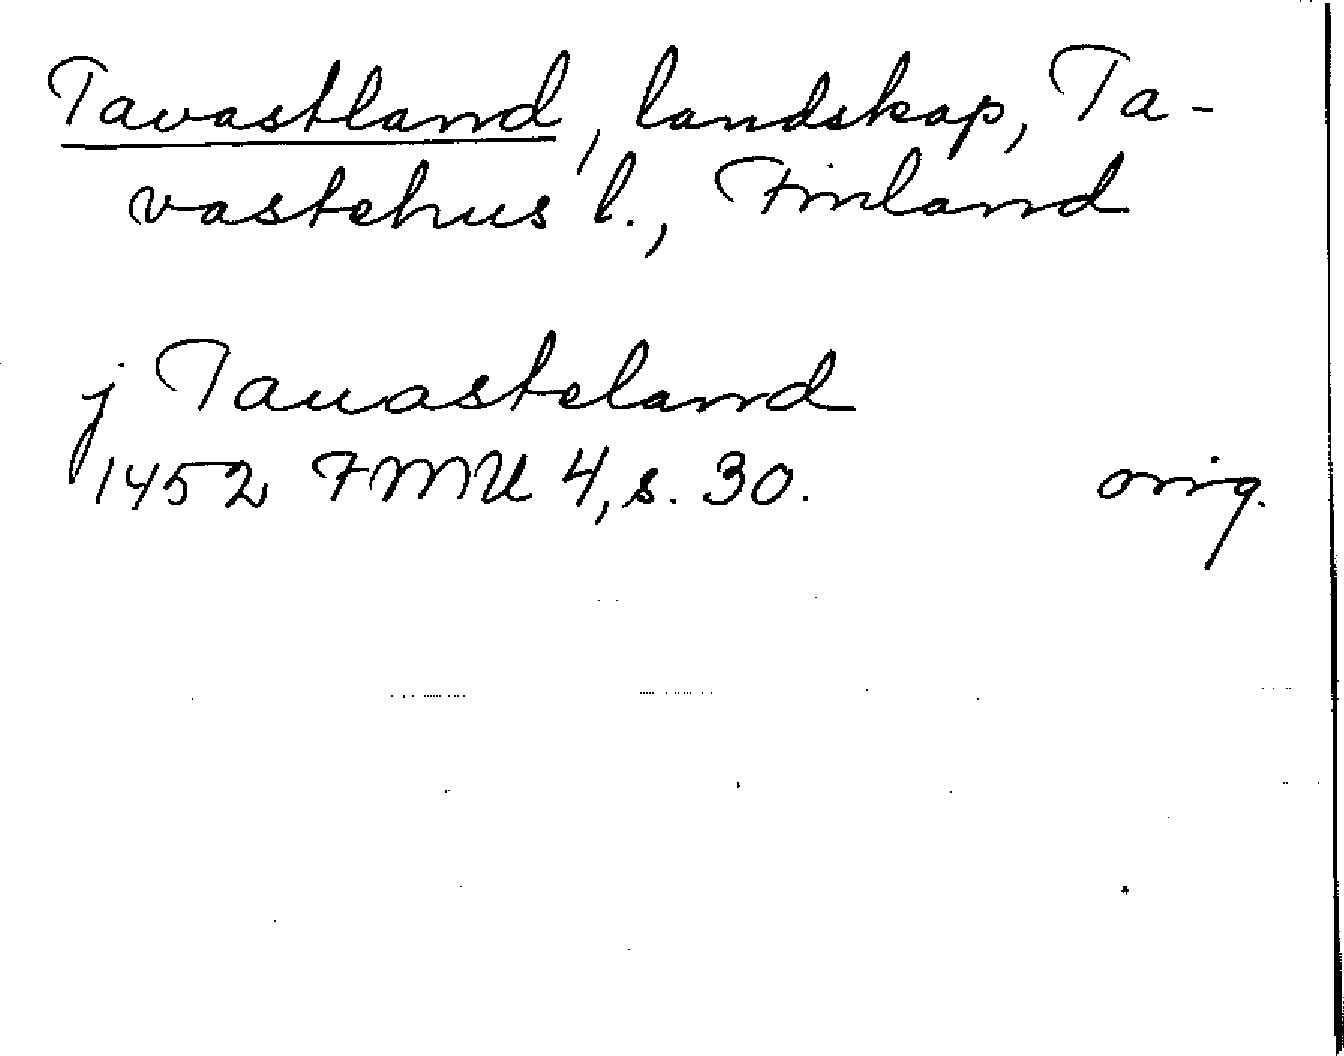 Tavastland, landskap, Ta-
vastehus l., Finland
j Tauasteland
1452 FMU 4, s. 30. orig.